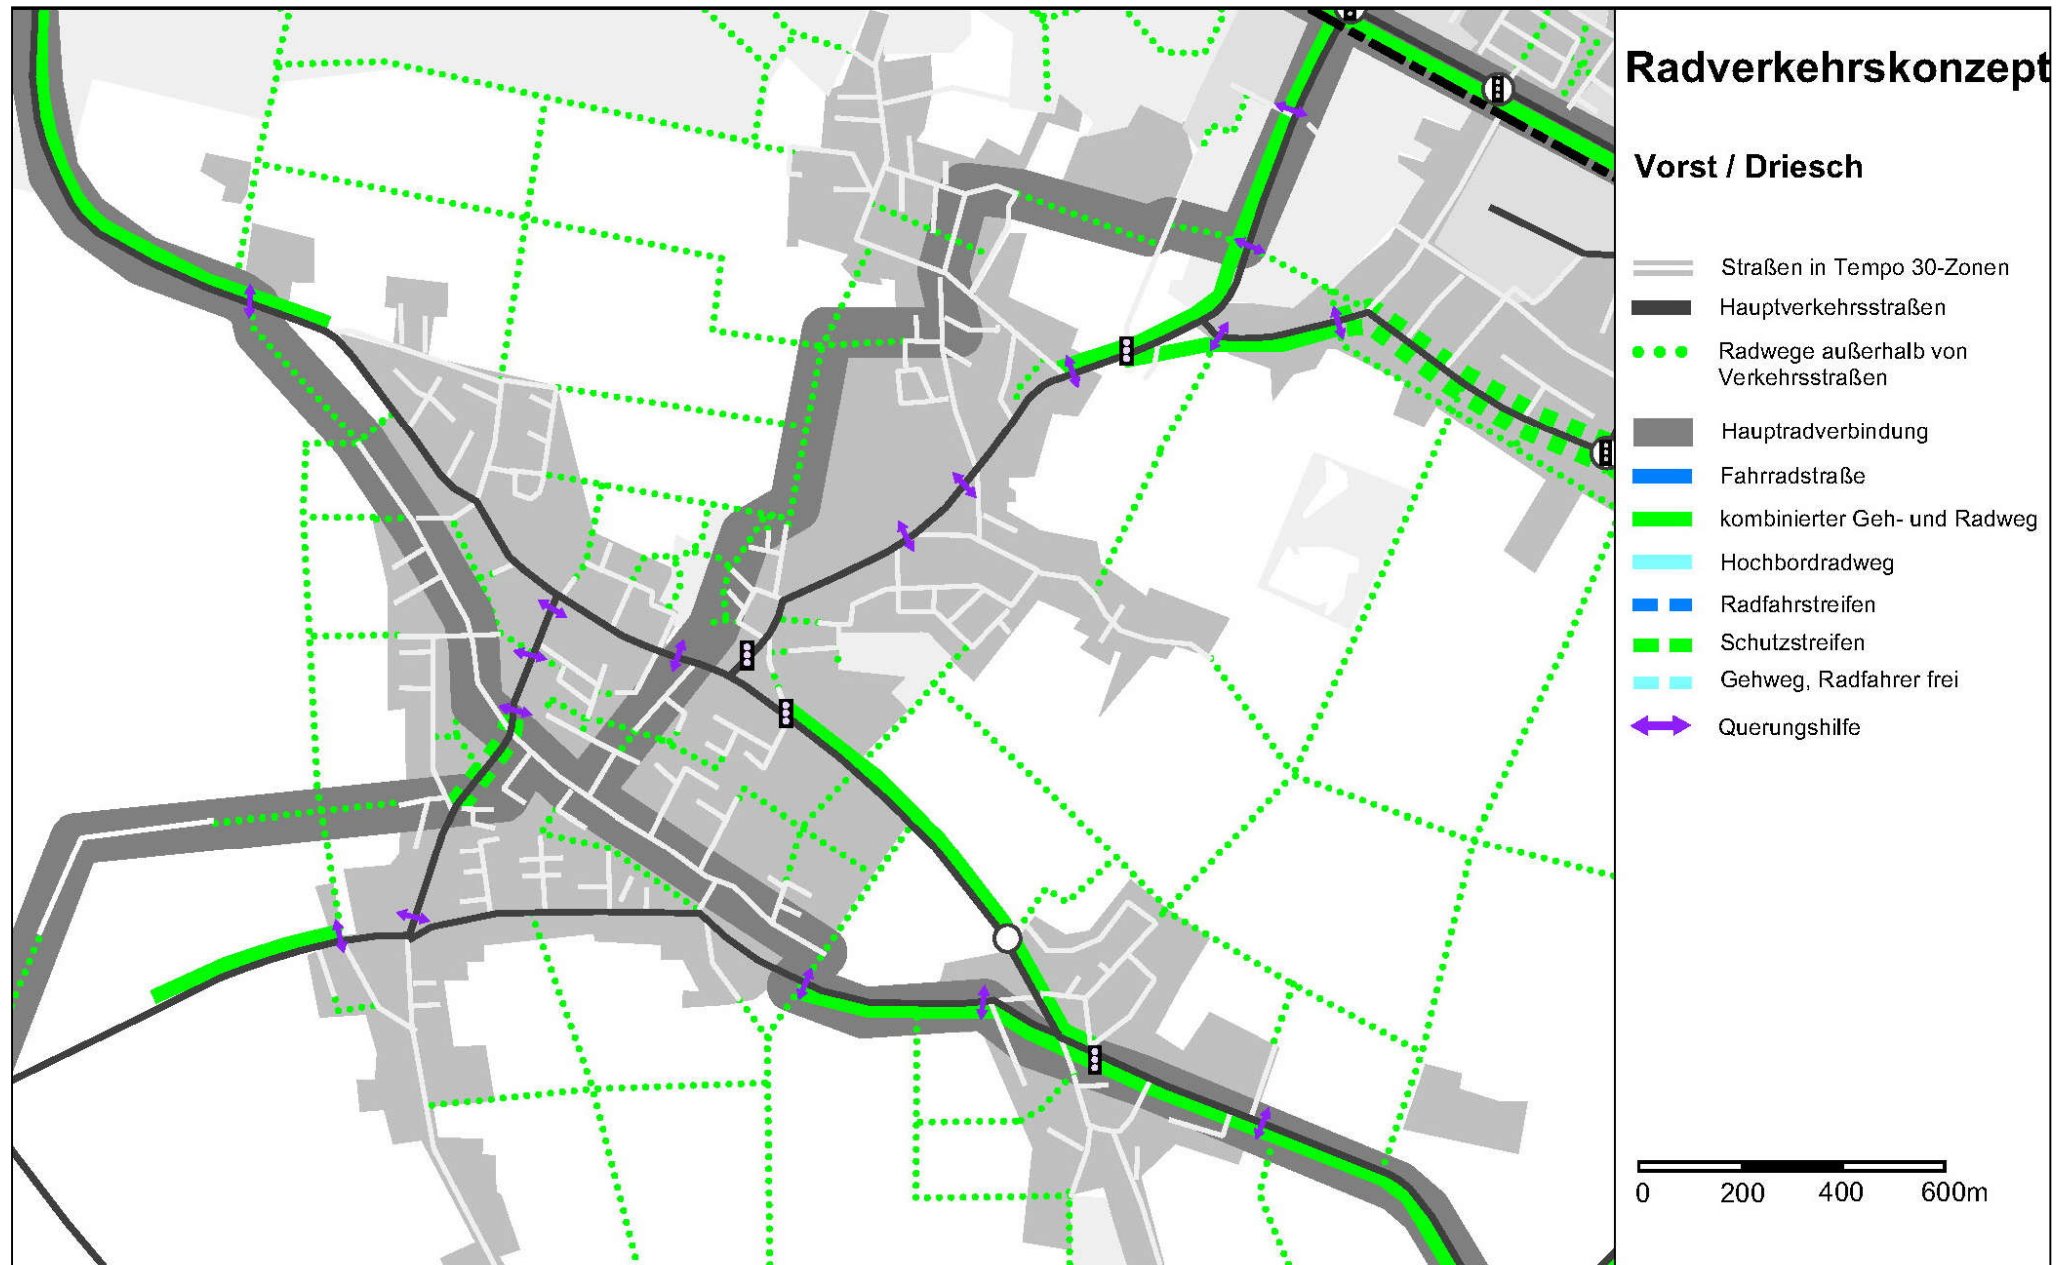 Radverkehrskonzept
Vorst / Driesch
Straßen in Tempo 30-Zonen
Hauptverkehrsstraßen
Radwege außerhalb von
Verkehrsstraßen
Hauptradverbindung
Fahrradstraße
kombinierter Geh- und Radweg
Hochbordradweg
Radfahrstreifen
Schutzstreifen
Gehweg, Radfahrer frei
Querungshilfe
0 200 400 600m